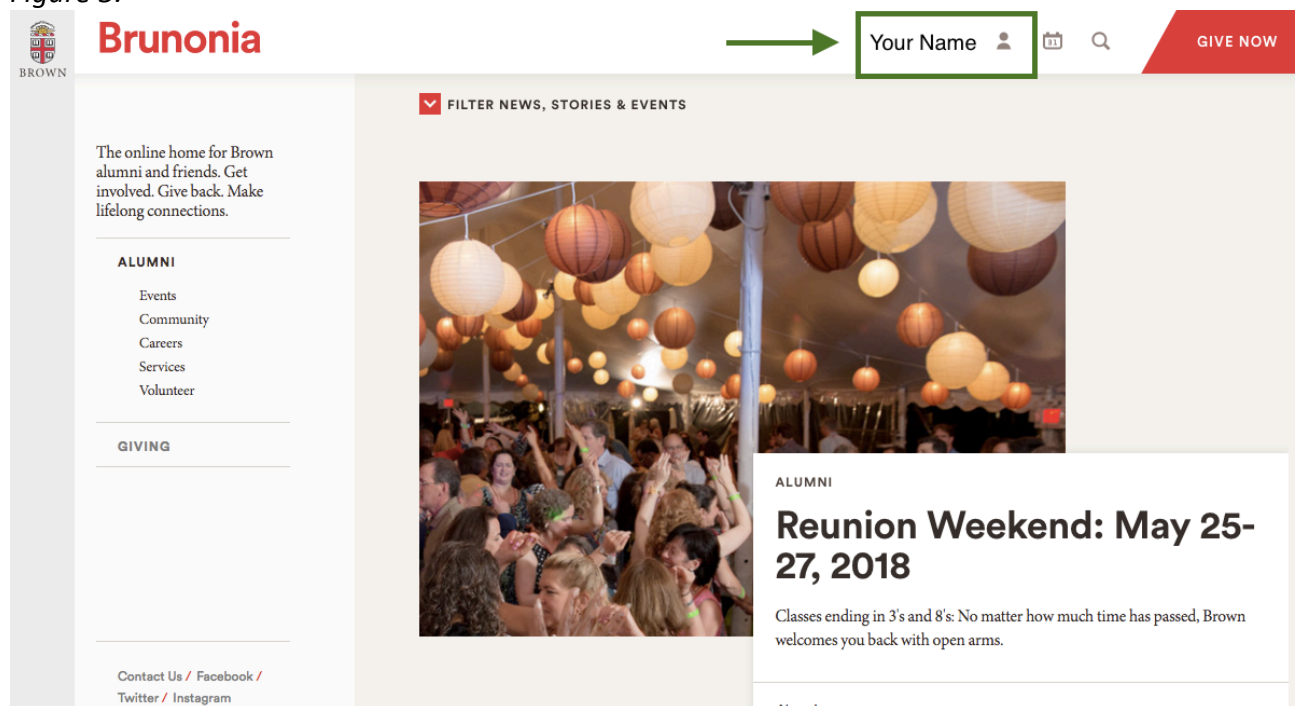 Brunonia
Your Name
31
GIVE NOW
BROWN
FILTER NEWS, STORIES & EVENTS
The online home for Brown
alumni and friends. Get
involved. Give back. Make
lifelong connections.
ALUMNI
Events
Community
Careers
Services
Volunteer
GIVING
Contact Us / Facebook /
Twitter / Instagram
ALUMNI
Reunion Weekend: May 25-
27, 2018
Classes ending in 3's and 8's: No matter how much time has passed, Brown
welcomes you back with open arms.